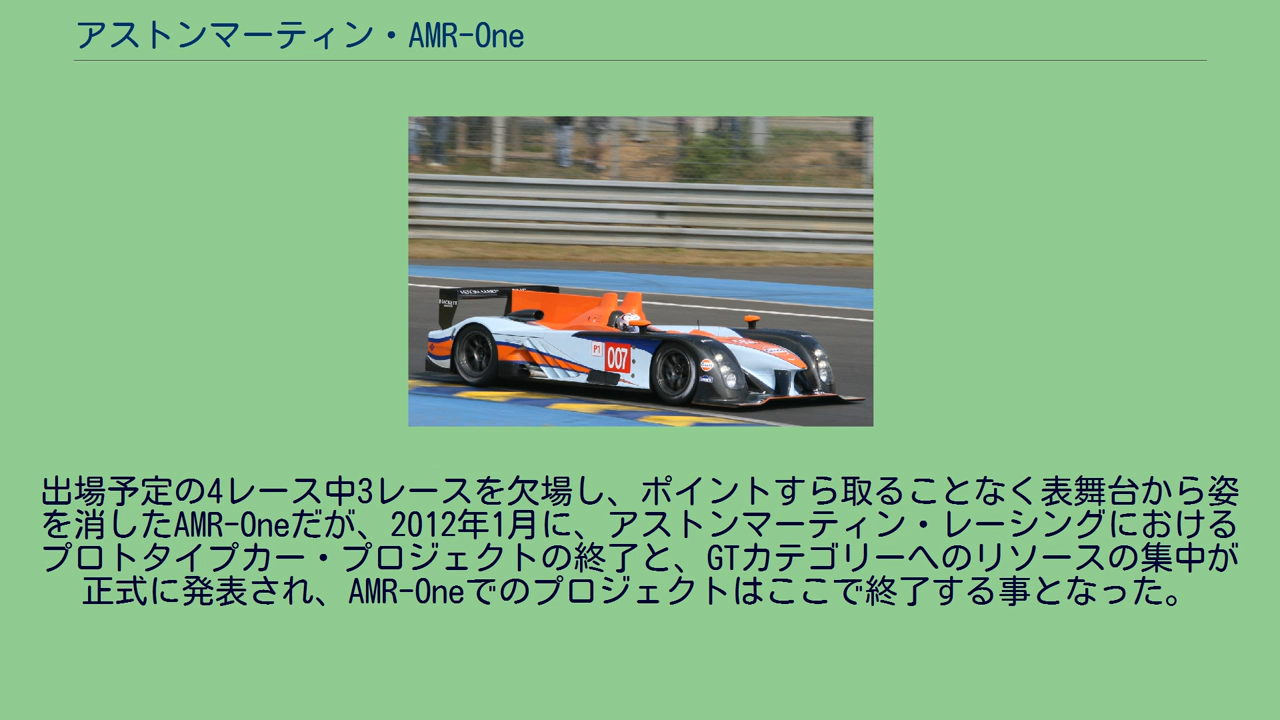 アストンマーティン・AMR-One
P1
007
出場予定の4レース中3レースを欠場し、ポイントすら取ることなく表舞台から姿
を消したAMR-Oneだが、2012年1月に、アストンマーティン・レーシングにおける
プロトタイプカー・プロジェクトの終了と、GTカテゴリーへのリソースの集中が
正式に発表され、AMR-Oneでのプロジェクトはここで終了する事となった。